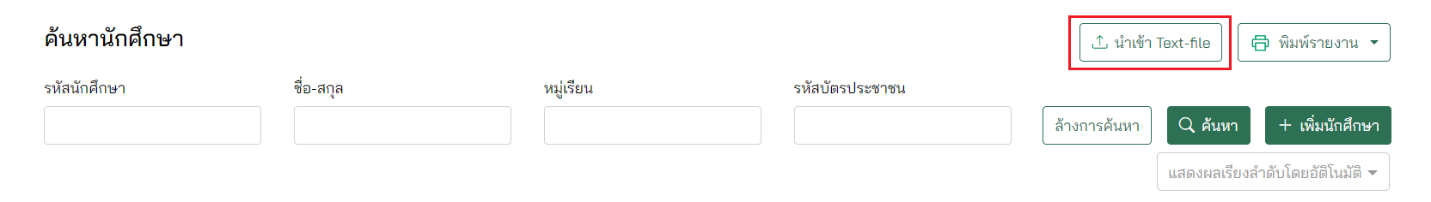 ค้นหานักศึกษา
นำเข้า Text-file
พิมพ์รายงาน
รหัสนักศึกษา
ชื่อ-สกุล
หมู่เรียน
รหัสบัตรประชาชน
ล้างการค้นหา
ค้นหา
+ เพิ่มนักศึกษา
แสดงผลเรียงลำดับโดยอัติโนมัติ